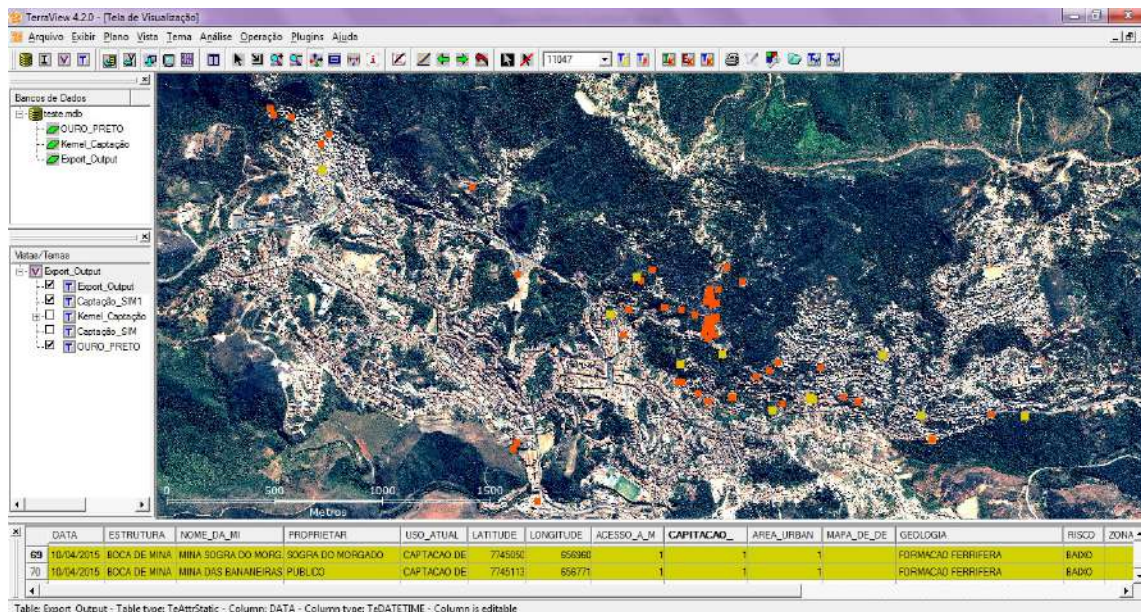 TerraView 4.2.0 - [Tela de Visualização]
Arquivo Exibir Plano Vista Tema Análise Operação Plugins Ajuda
11047
Bancos de Dados
teste.mdb
OURO_PRETO
Kernel_Captação
Export_Output
Vistas/Temas
Export_Output
Export_Output
Captação_SIM1
Kernel_Captação
Captação_SIM
OURO_PRETO
0 500 1000 1500
Metros
DATA ESTRUTURA NOME_DA_MI PROPRIETAR USO_ATUAL LATITUDE LONGITUDE ACESSO_A_M CAPITACAO_ AREA_URBAN MAPA_DE_DE GEOLOGIA RISCO ZONA
69 10/04/2015 BOCA DE MINA MINA SOGRA DO MORG. SOGRA DO MORGADO CAPTACAO DE 7745050 656960 1 1 1 FORMACAO FERRIFERA BAIXO
70 10/04/2015 BOCA DE MINA MINA DAS BANANEIRAS PUBLICO CAPTACAO DE 7745113 656771 1 1 1 FORMACAO FERRIFERA BAIXO
Table: Export_Output - Table type: TeAttrStatic - Column: DATA - Column type: TeDATETIME - Column is editable